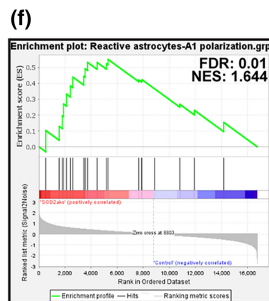 (f)
Enrichment plot: Reactive astrocytes-A1 polarization.grp
FDR: 0.01
NES: 1.644
Enrichment score (ES)
0.5
0.4
0.3
0.2
0.1
0.0
(positively correlated)
Zero cross at
'Control' (negatively correlated)
Ranked list metric (Signal2Noise)
3
2
1
0
-1
-2
-3
0 2,000 4,000 6,000 8,000 10,000 12,000 14,000 16,000
Rank in Ordered Dataset
Enrichment profile Hits Ranking metric scores